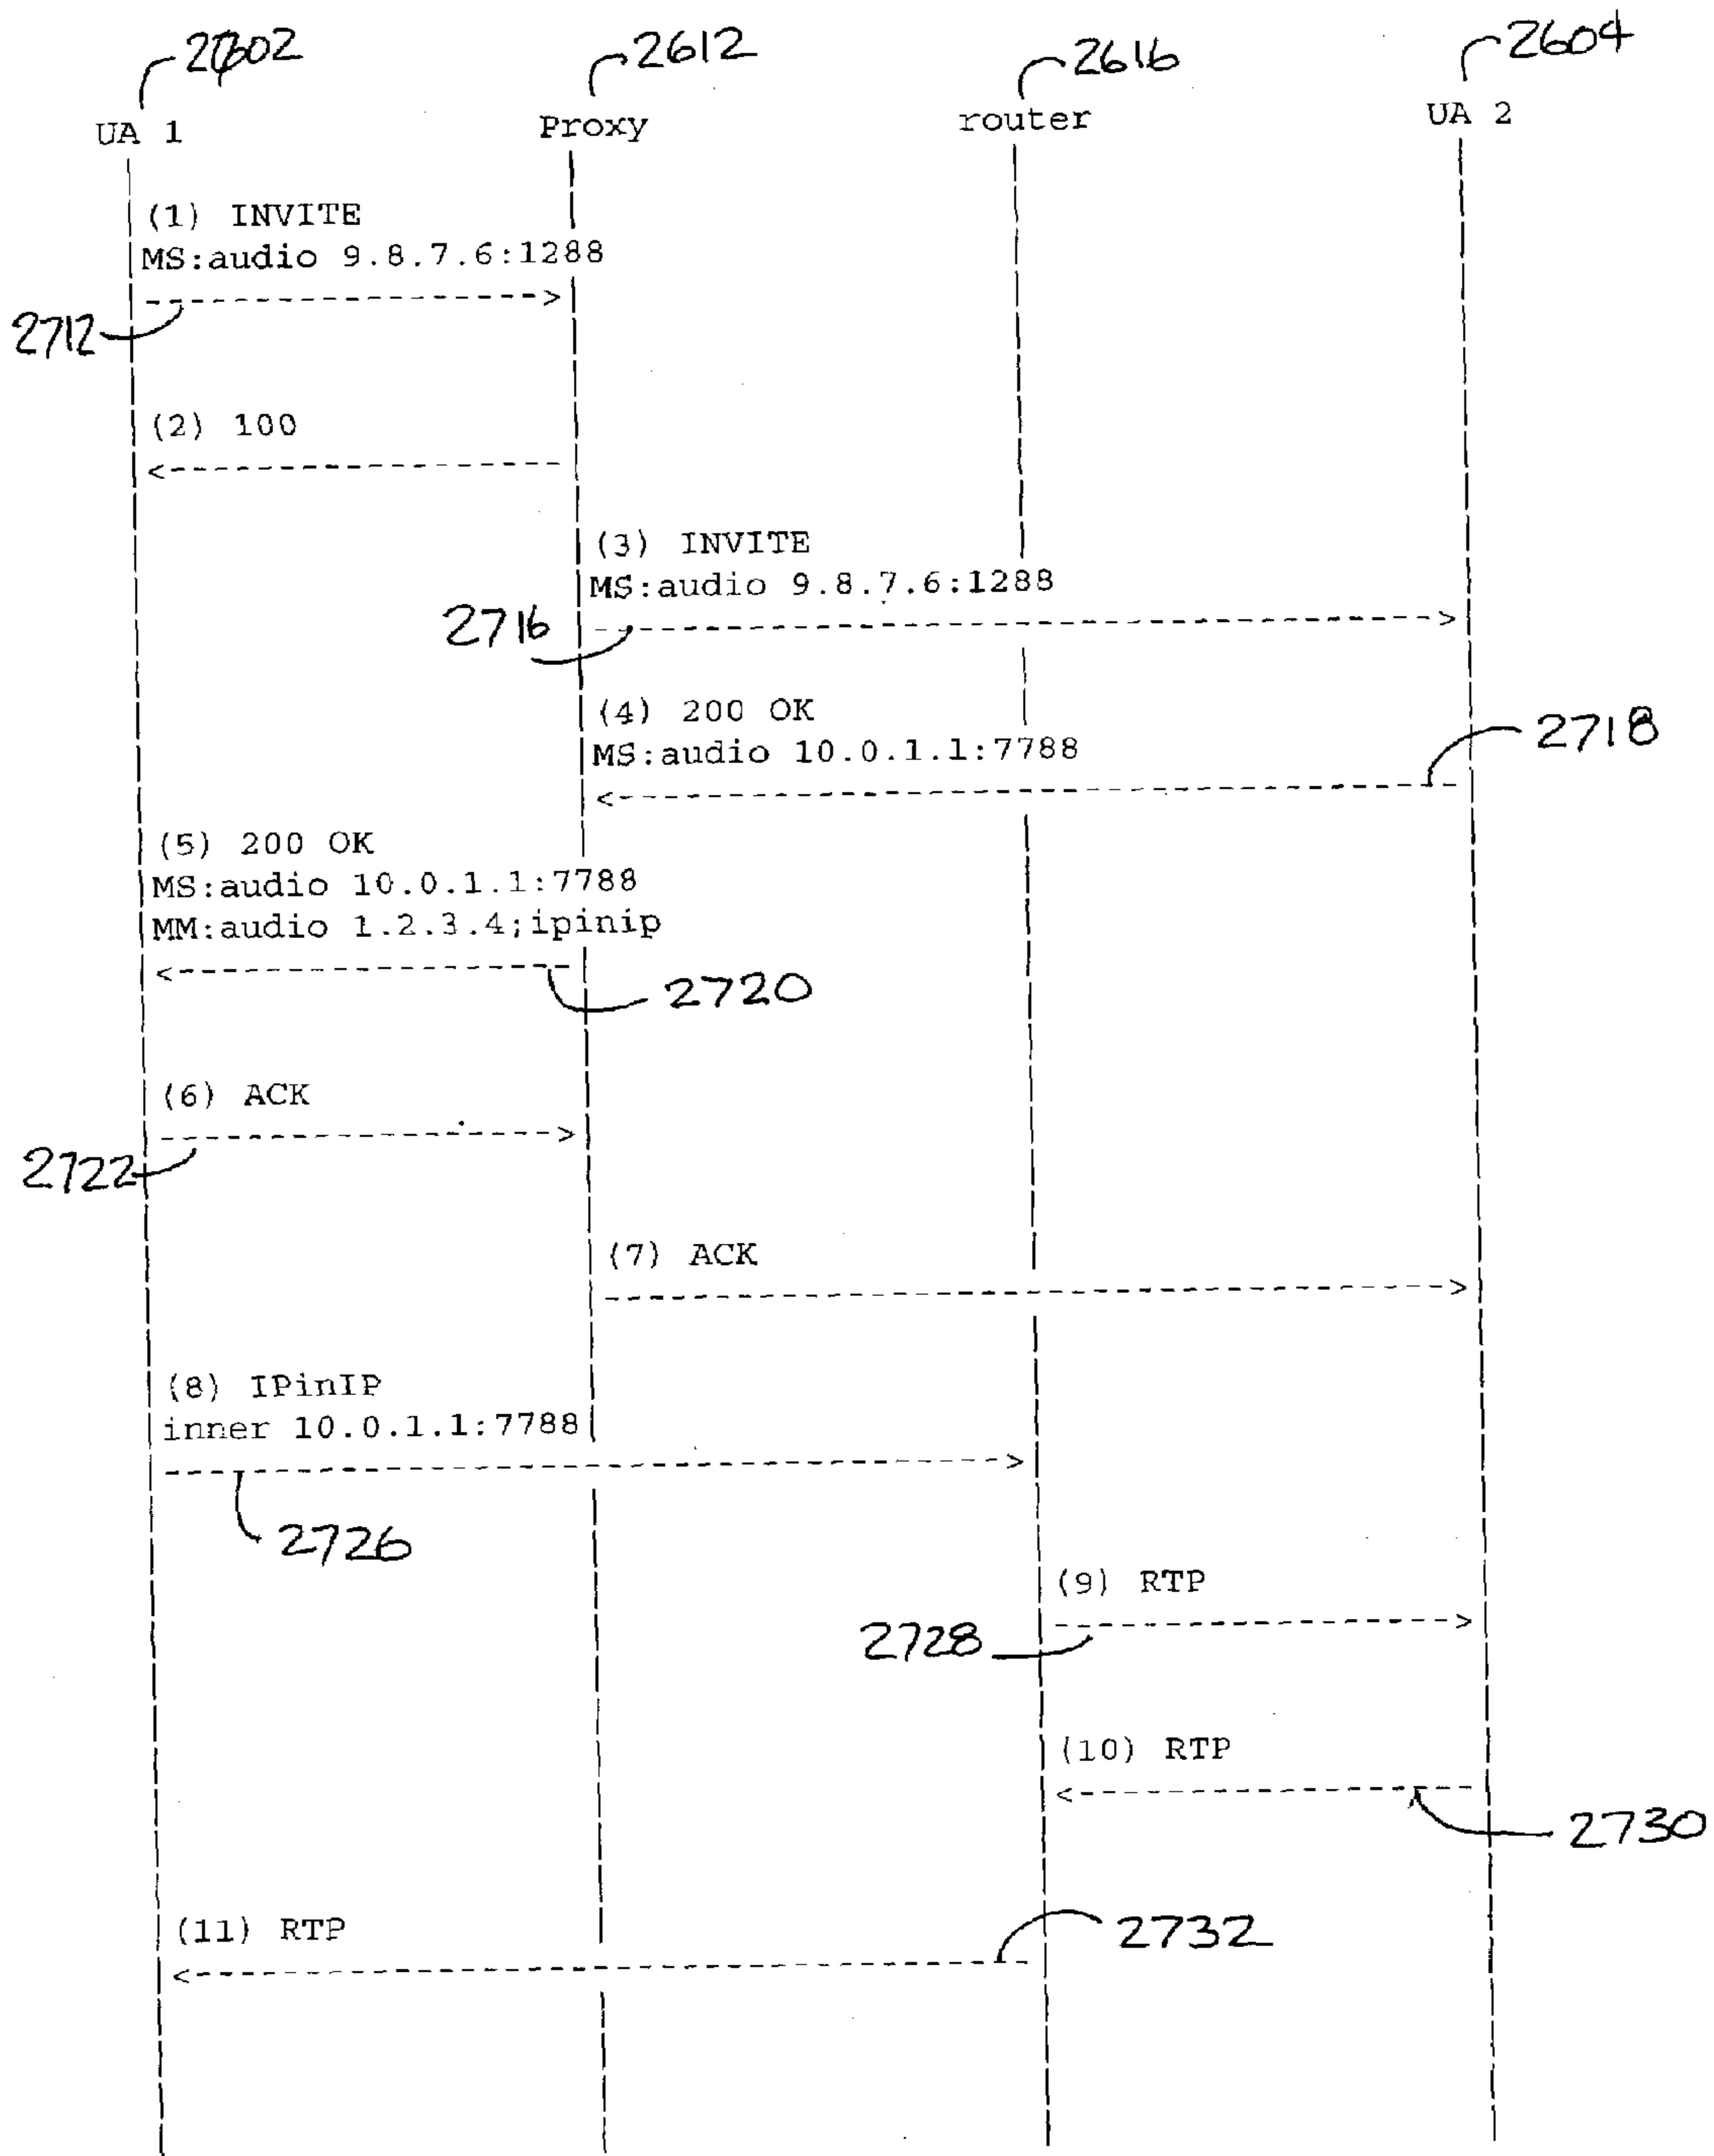 2602 2612 2616 2604
UA 1 Proxy router UA 2
(1) INVITE
MS:audio 9.8.7.6:1288
2712
(2) 100
(3) INVITE
MS:audio 9.8.7.6:1288
2716
(4) 200 OK
2718
MS:audio 10.0.1.1:7788
(5) 200 OK
MS:audio 10.0.1.1:7788
MM:audio 1.2.3.4;ipinip
2720
(6) ACK
2722
(7) ACK
(8) IPinIP
inner 10.0.1.1:7788
2726
(9) RTP
2728
(10) RTP
2730
(11) RTP
2732